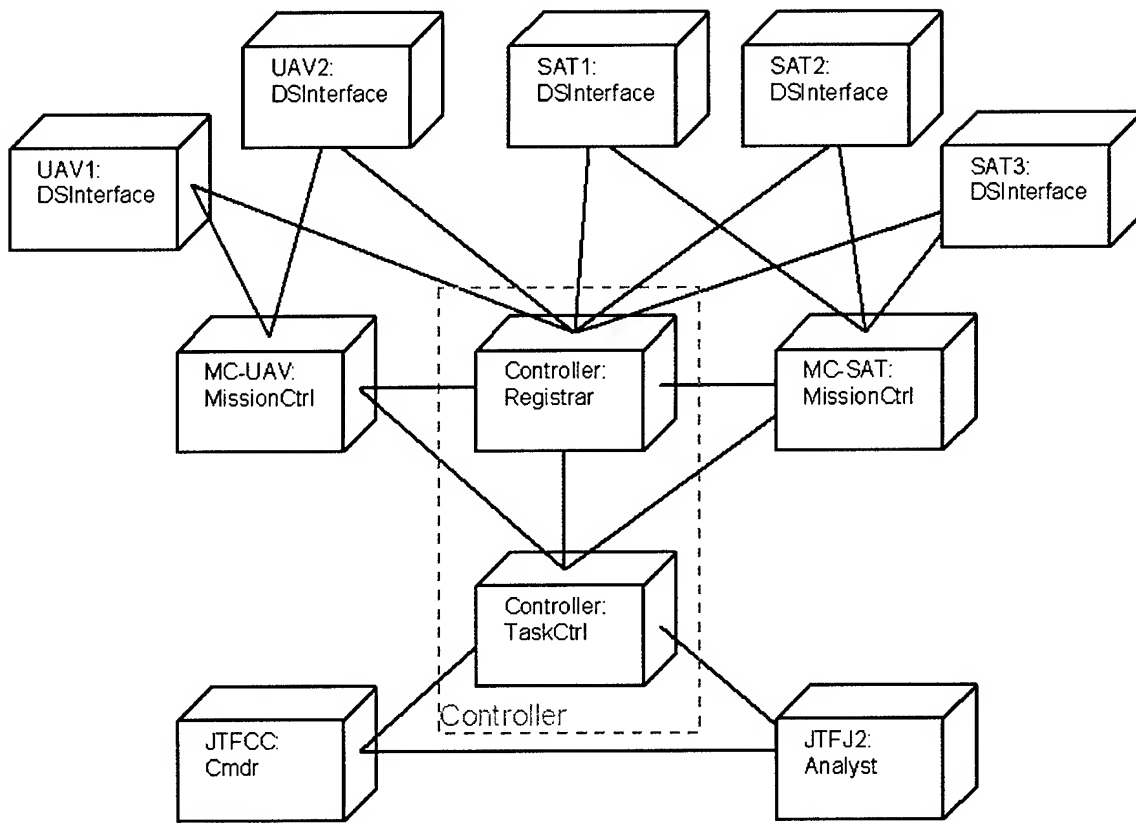 UAV2:
DSInterface
SAT1:
DSInterface
SAT2:
DSInterface
UAV1:
DSInterface
SAT3:
DSInterface
MC-UAV:
MissionCtrl
Controller:
Registrar
MC-SAT:
MissionCtrl
Controller:
TaskCtrl
Controller
JTFCC:
Cmdr
JTFJ2:
Analyst